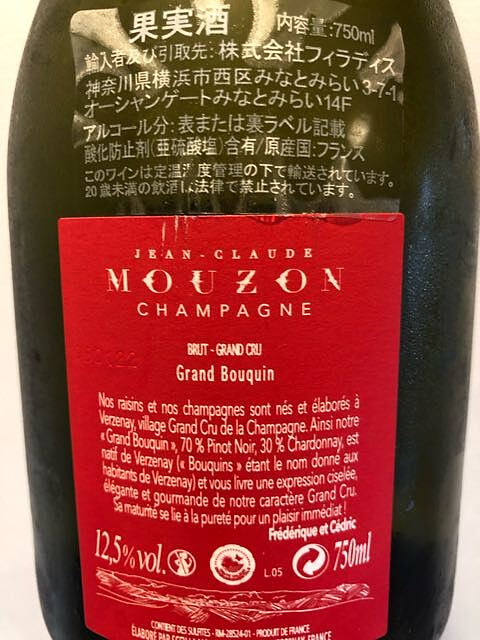 果実酒 内容量:750ml
輸入者及び引取先:株式会社フィラディス
神奈川県横浜市西区みなとみらい3-7-1
オーシャンゲートみなとみらい14F
アルコール分:表または裏ラベル記載
酸化防止剤(亜硫酸塩)含有/原産国:フランス
このワインは定温温度管理の下で輸送されています。
20歳未満の飲酒は法律で禁止されています。
JEAN-CLAUDE
MOUZON
CHAMPAGNE
BRUT - GRAND CRU
Grand Bouquin
Nos raisins et nos champagnes sont nés et élaborés à
Verzenay, village Grand Cru de la Champagne. Ainsi notre
« Grand Bouquin », 70 % Pinot Noir, 30 % Chardonnay, est
natif de Verzenay (« Bouquins » étant le nom donné aux
habitants de Verzenay) et vous livre une expression ciselée,
élégante et gourmande de notre caractère Grand Cru.
Sa maturité se lie à la pureté pour un plaisir immédiat !
Frédérique et Cédric
12,5% vol. L.05 750ml
CONTIENT DES SULFITES - RM-28524-01 - PRODUIT DE FRANCE
ÉLABORÉ PAR FRANCE